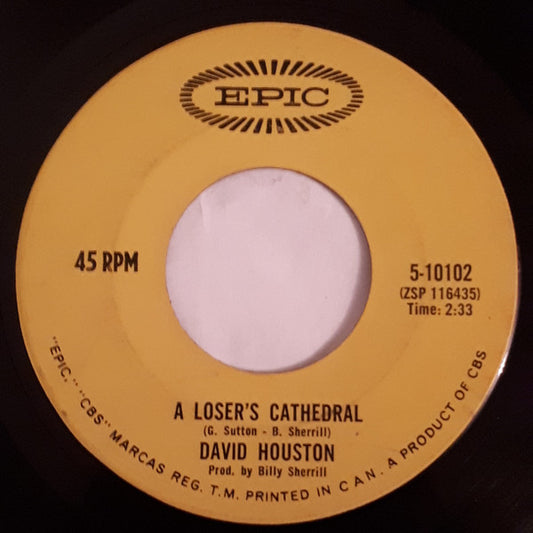 EPIC
45 RPM
5-10102
(ZSP 116435)
Time: 2:33
A LOSER'S CATHEDRAL
(G. Sutton - B. Sherrill)
DAVID HOUSTON
Prod. by Billy Sherrill
"EPIC," "CBS" MARCAS REG. T.M. PRINTED IN CAN. A PRODUCT OF CBS